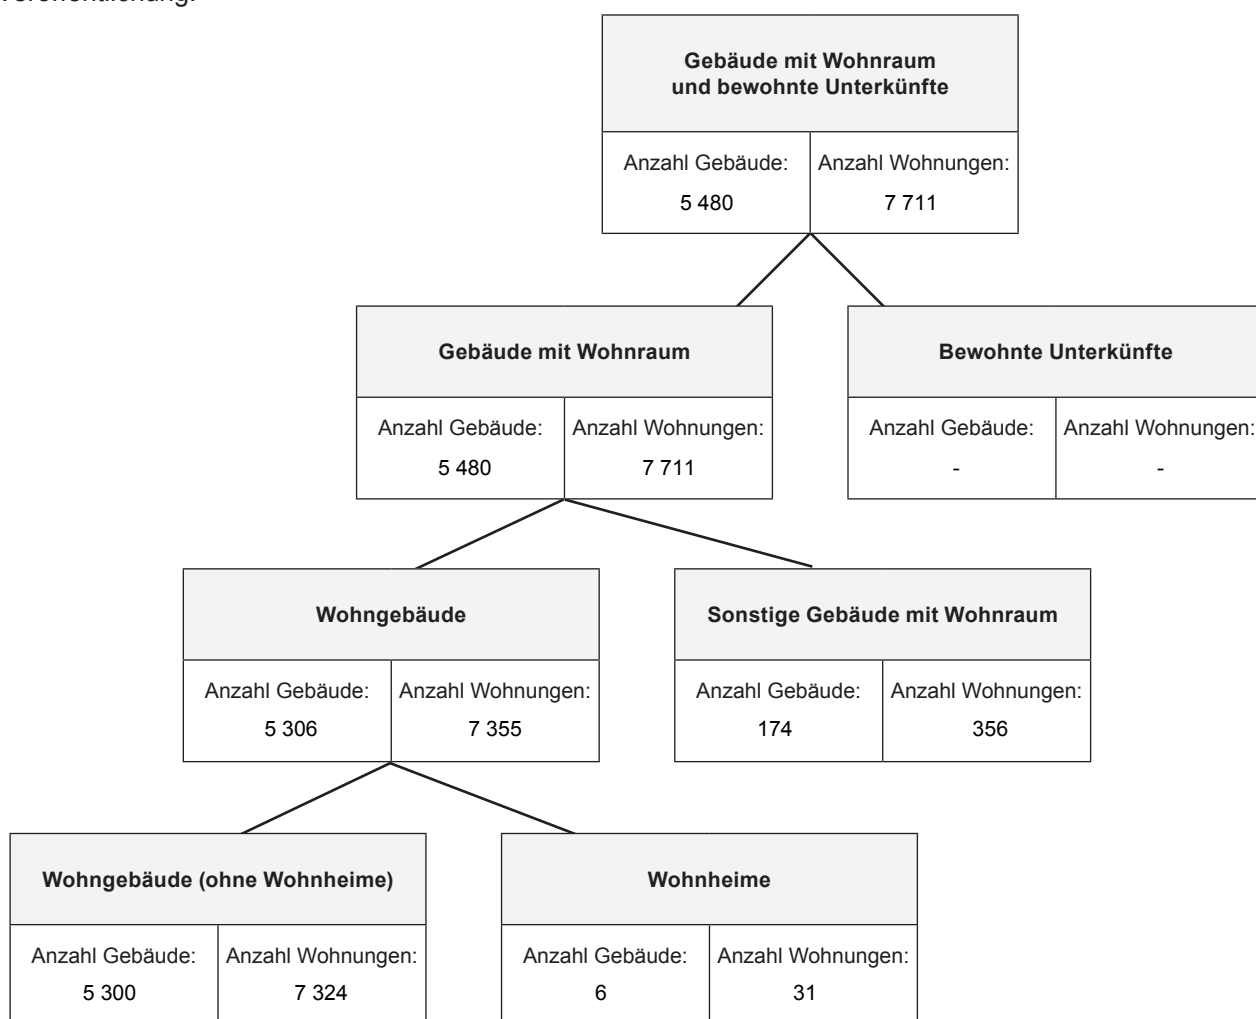 Veröffentlichung.
Gebäude mit Wohnraum
und bewohnte Unterkünfte
Anzahl Gebäude: Anzahl Wohnungen:
5 480 7 711
Gebäude mit Wohnraum Bewohnte Unterkünfte
Anzahl Gebäude: Anzahl Wohnungen: Anzahl Gebäude: Anzahl Wohnungen:
5 480 7 711 - -
Wohngebäude Sonstige Gebäude mit Wohnraum
Anzahl Gebäude: Anzahl Wohnungen: Anzahl Gebäude: Anzahl Wohnungen:
5 306 7 355 174 356
Wohngebäude (ohne Wohnheime) Wohnheime
Anzahl Gebäude: Anzahl Wohnungen: Anzahl Gebäude: Anzahl Wohnungen:
5 300 7 324 6 31